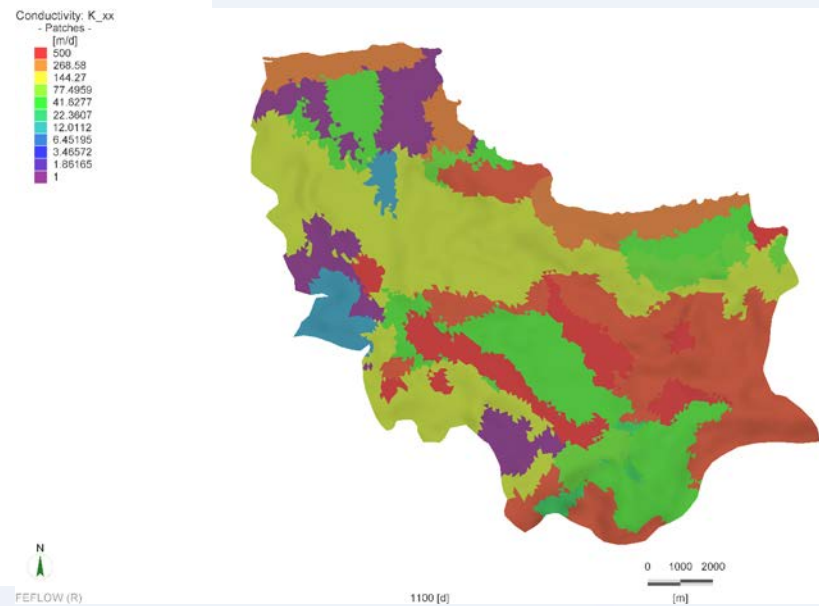 Conductivity: K_xx
- Patches -
[m/d]
500
268.58
144.27
77.4959
41.6277
22.3607
12.0112
6.45195
3.46572
1.86165
1
N
0 1000 2000
FEFLOW (R)
1100 [d]
[m]